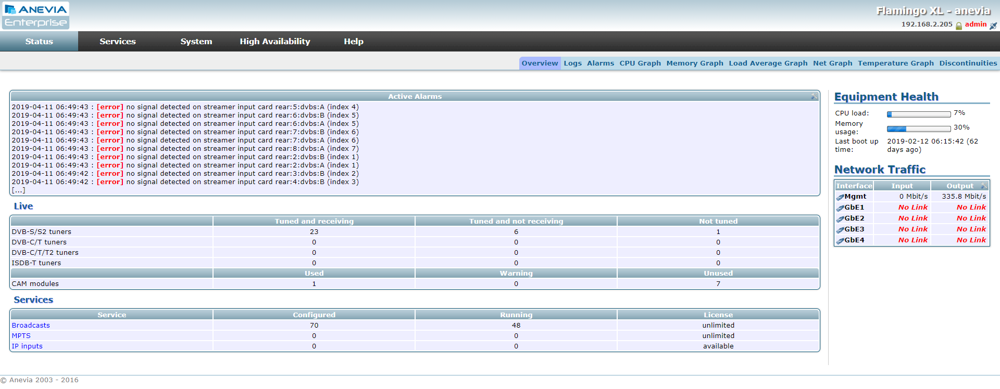 ANEVIA
Enterprise
Flamingo XL - anevia
192.168.2.205 admin
Status Services System High Availability Help
Overview Logs Alarms CPU Graph Memory Graph Load Average Graph Net Graph Temperature Graph Discontinuities
Active Alarms
2019-04-11 06:49:43 : [error] no signal detected on streamer input card rear:5:dvbs:A (index 4)
2019-04-11 06:49:43 : [error] no signal detected on streamer input card rear:6:dvbs:B (index 5)
2019-04-11 06:49:43 : [error] no signal detected on streamer input card rear:6:dvbs:A (index 5)
2019-04-11 06:49:43 : [error] no signal detected on streamer input card rear:7:dvbs:B (index 6)
2019-04-11 06:49:43 : [error] no signal detected on streamer input card rear:7:dvbs:A (index 6)
2019-04-11 06:49:43 : [error] no signal detected on streamer input card rear:8:dvbs:A (index 7)
2019-04-11 06:49:43 : [error] no signal detected on streamer input card rear:2:dvbs:B (index 1)
2019-04-11 06:49:43 : [error] no signal detected on streamer input card rear:2:dvbs:A (index 1)
2019-04-11 06:49:42 : [error] no signal detected on streamer input card rear:3:dvbs:B (index 2)
2019-04-11 06:49:42 : [error] no signal detected on streamer input card rear:4:dvbs:B (index 3)
[...]
Live
Tuned and receiving Tuned and not receiving Not tuned
DVB-S/S2 tuners 23 6 1
DVB-C/T tuners 0 0 0
DVB-C/T/T2 tuners 0 0 0
ISDB-T tuners 0 0 0
Used Warning Unused
CAM modules 1 0 7
Services
Service Configured Running License
Broadcasts 70 48 unlimited
MPTS 0 0 unlimited
IP inputs 0 0 available
Equipment Health
CPU load: 7%
Memory
usage: 30%
Last boot up 2019-02-12 06:15:42 (62
time: days ago)
Network Traffic
Interface Input Output
Mgmt 0 Mbit/s 335.8 Mbit/s
GbE1 No Link No Link
GbE2 No Link No Link
GbE3 No Link No Link
GbE4 No Link No Link
© Anevia 2003 - 2016